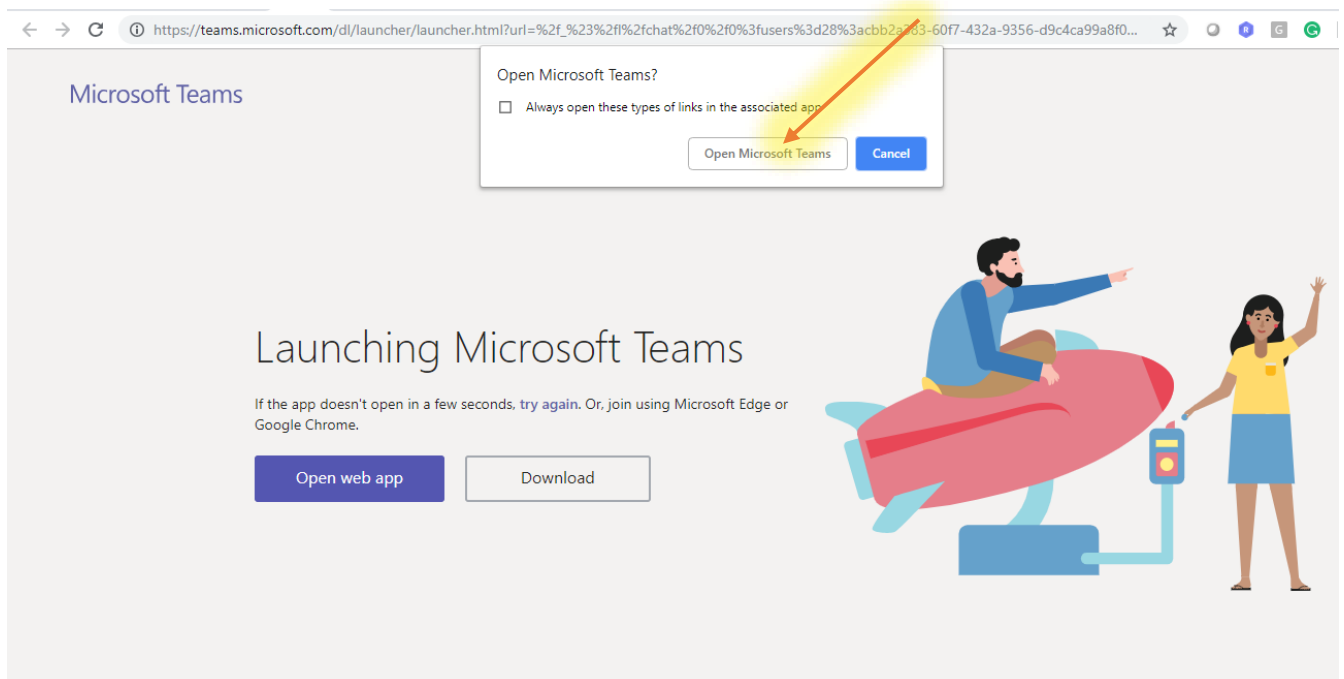 https://teams.microsoft.com/dl/launcher/launcher.html?url=%2f_%23%2fl%2fchat%2f0%2f0%3fusers%3d28%3acbb2a383-60f7-432a-9356-d9c4ca99a8f0...
Open Microsoft Teams?
Microsoft Teams
Always open these types of links in the associated app
Open Microsoft Teams
Cancel
Launching Microsoft Teams
If the app doesn't open in a few seconds, try again. Or, join using Microsoft Edge or
Google Chrome.
Open web app
Download